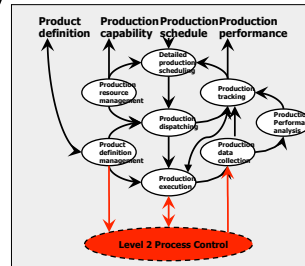 Product Production Production Production
definition capability schedule performance
Detailed
production
scheduling
Production
resource
management
Production
tracking
Production dispatching
Production
Performance
analysis
Product
definition
management
Production
data
collection
Production
execution
Level 2 Process Control